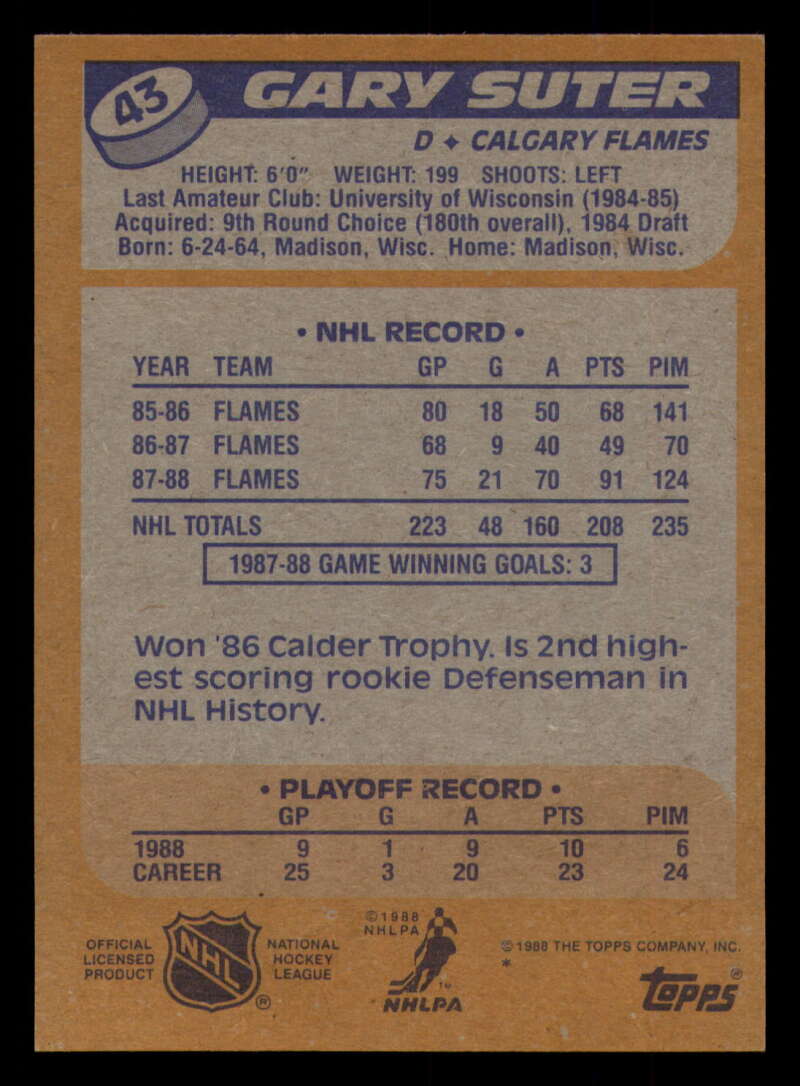 43
GARY SUTER
D ✦ CALGARY FLAMES
HEIGHT: 6'0" WEIGHT: 199 SHOOTS: LEFT
Last Amateur Club: University of Wisconsin (1984-85)
Acquired: 9th Round Choice (180th overall), 1984 Draft
Born: 6-24-64, Madison, Wisc. Home: Madison, Wisc.
• NHL RECORD •
YEAR TEAM GP G A PTS PIM
85-86 FLAMES 80 18 50 68 141
86-87 FLAMES 68 9 40 49 70
87-88 FLAMES 75 21 70 91 124
NHL TOTALS 223 48 160 208 235
1987-88 GAME WINNING GOALS: 3
Won '86 Calder Trophy. Is 2nd high-
est scoring rookie Defenseman in
NHL History.
• PLAYOFF RECORD •
GP G A PTS PIM
1988 9 1 9 10 6
CAREER 25 3 20 23 24
OFFICIAL
LICENSED
PRODUCT
NHL
®
NATIONAL
HOCKEY
LEAGUE
©1988
NHLPA
TM
NHLPA
©1988 THE TOPPS COMPANY, INC.
*
topps®